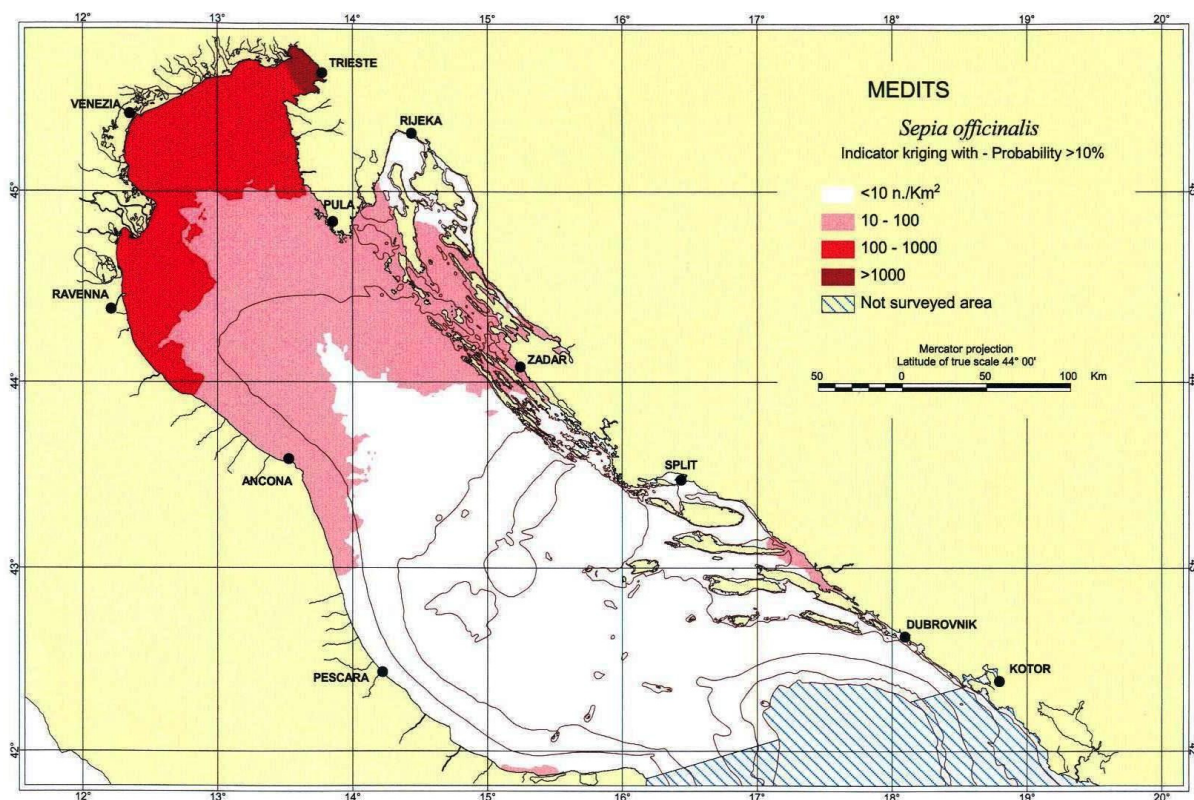 12° 13° 14° 15° 16° 17° 18° 19° 20°
TRIESTE
VENEZIA
RIJEKA
45°
PULA
RAVENNA
ZADAR
44°
ANCONA
SPLIT
43°
DUBROVNIK
KOTOR
PESCARA
42°
12° 13° 14° 15° 16° 17° 18° 19° 20°
MEDITS
Sepia officinalis
Indicator kriging with - Probability >10%
<10 n./Km²
10 - 100
100 - 1000
>1000
Not surveyed area
Mercator projection
Latitude of true scale 44° 00'
50 0 50 100 Km